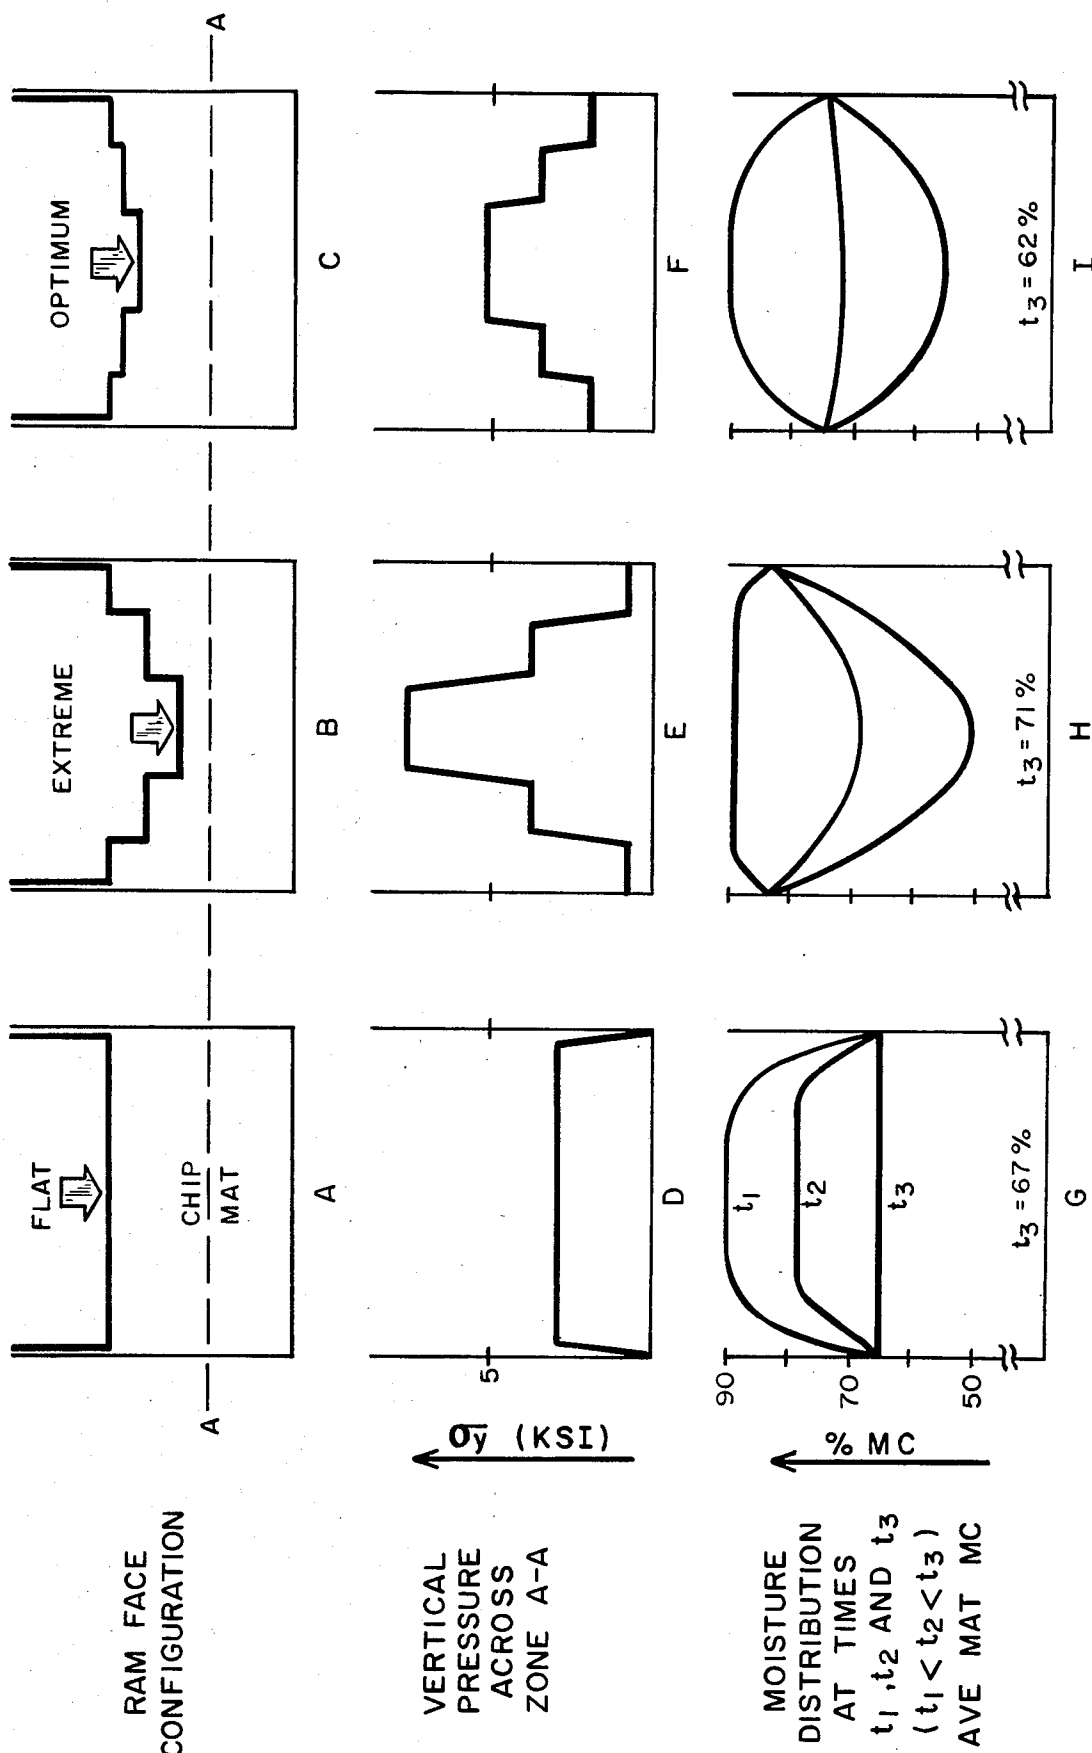 RAM FACE
CONFIGURATION
A
A
FLAT
CHIP
MAT
A
EXTREME
B
OPTIMUM
C
VERTICAL
PRESSURE
ACROSS
ZONE A-A
σy (KSI)
5
D
E
F
MOISTURE
DISTRIBUTION
AT TIMES
t1, t2 AND t3
(t1 < t2 < t3)
AVE MAT MC
% MC
90
70
50
t1
t2
t3
t3 = 67%
G
t3 = 71%
H
t3 = 62%
I